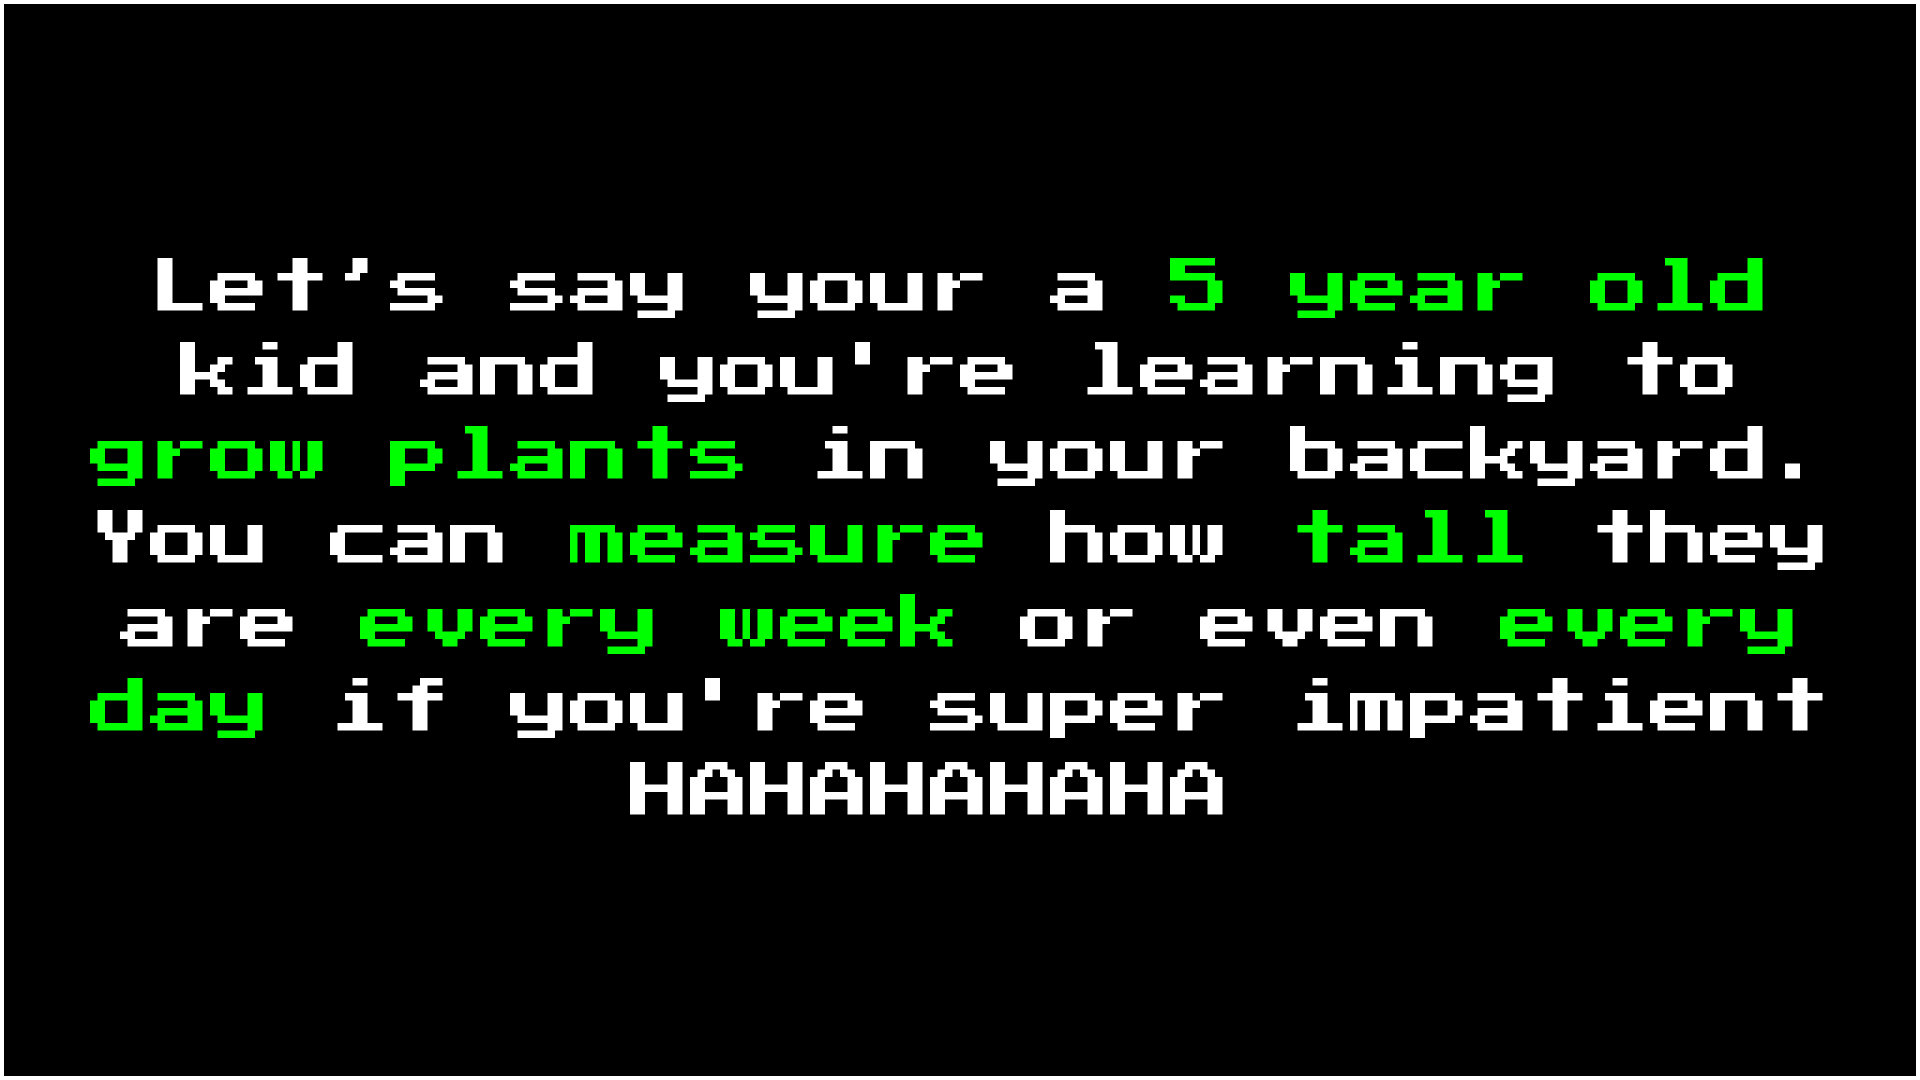 Let’s say your a 5 year old
kid and you're learning to
grow plants in your backyard.
You can measure how tall they
are every week or even every
day if you're super impatient
HAHAHAHAHA